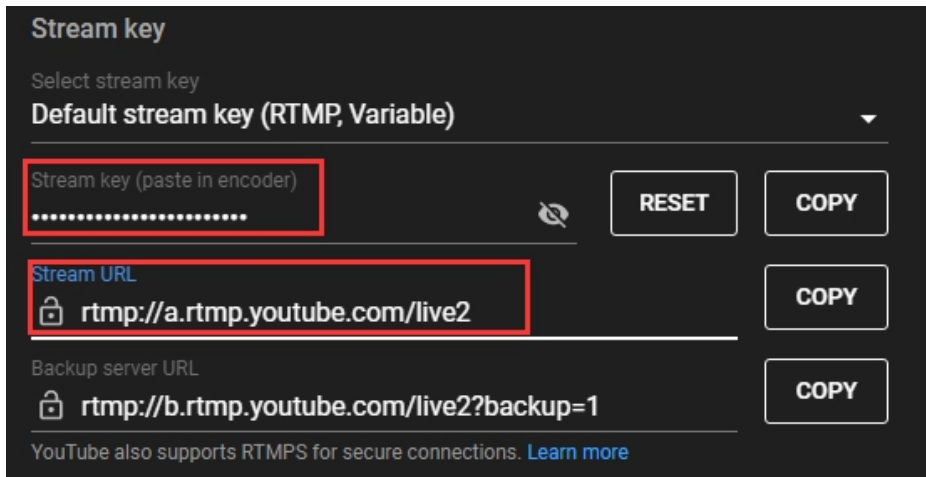 Stream key
Select stream key
Default stream key (RTMP, Variable)
Stream key (paste in encoder)
••••••••••••••••••••••••
RESET
COPY
Stream URL
rtmp://a.rtmp.youtube.com/live2
COPY
Backup server URL
rtmp://b.rtmp.youtube.com/live2?backup=1
COPY
YouTube also supports RTMPS for secure connections. Learn more